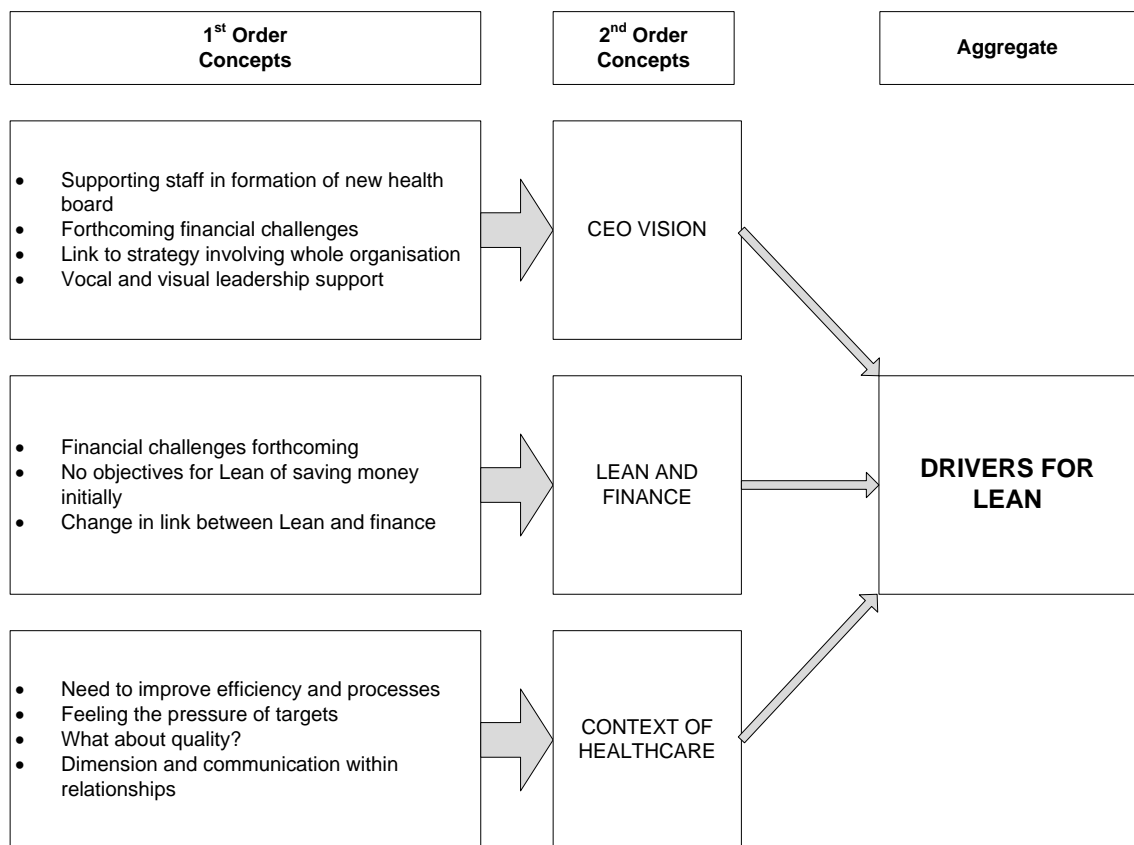 1st Order
Concepts
2nd Order
Concepts
Aggregate
• Supporting staff in formation of new health
board
• Forthcoming financial challenges
• Link to strategy involving whole organisation
• Vocal and visual leadership support
CEO VISION
• Financial challenges forthcoming
• No objectives for Lean of saving money
initially
• Change in link between Lean and finance
LEAN AND
FINANCE
DRIVERS FOR
LEAN
• Need to improve efficiency and processes
• Feeling the pressure of targets
• What about quality?
• Dimension and communication within
relationships
CONTEXT OF
HEALTHCARE